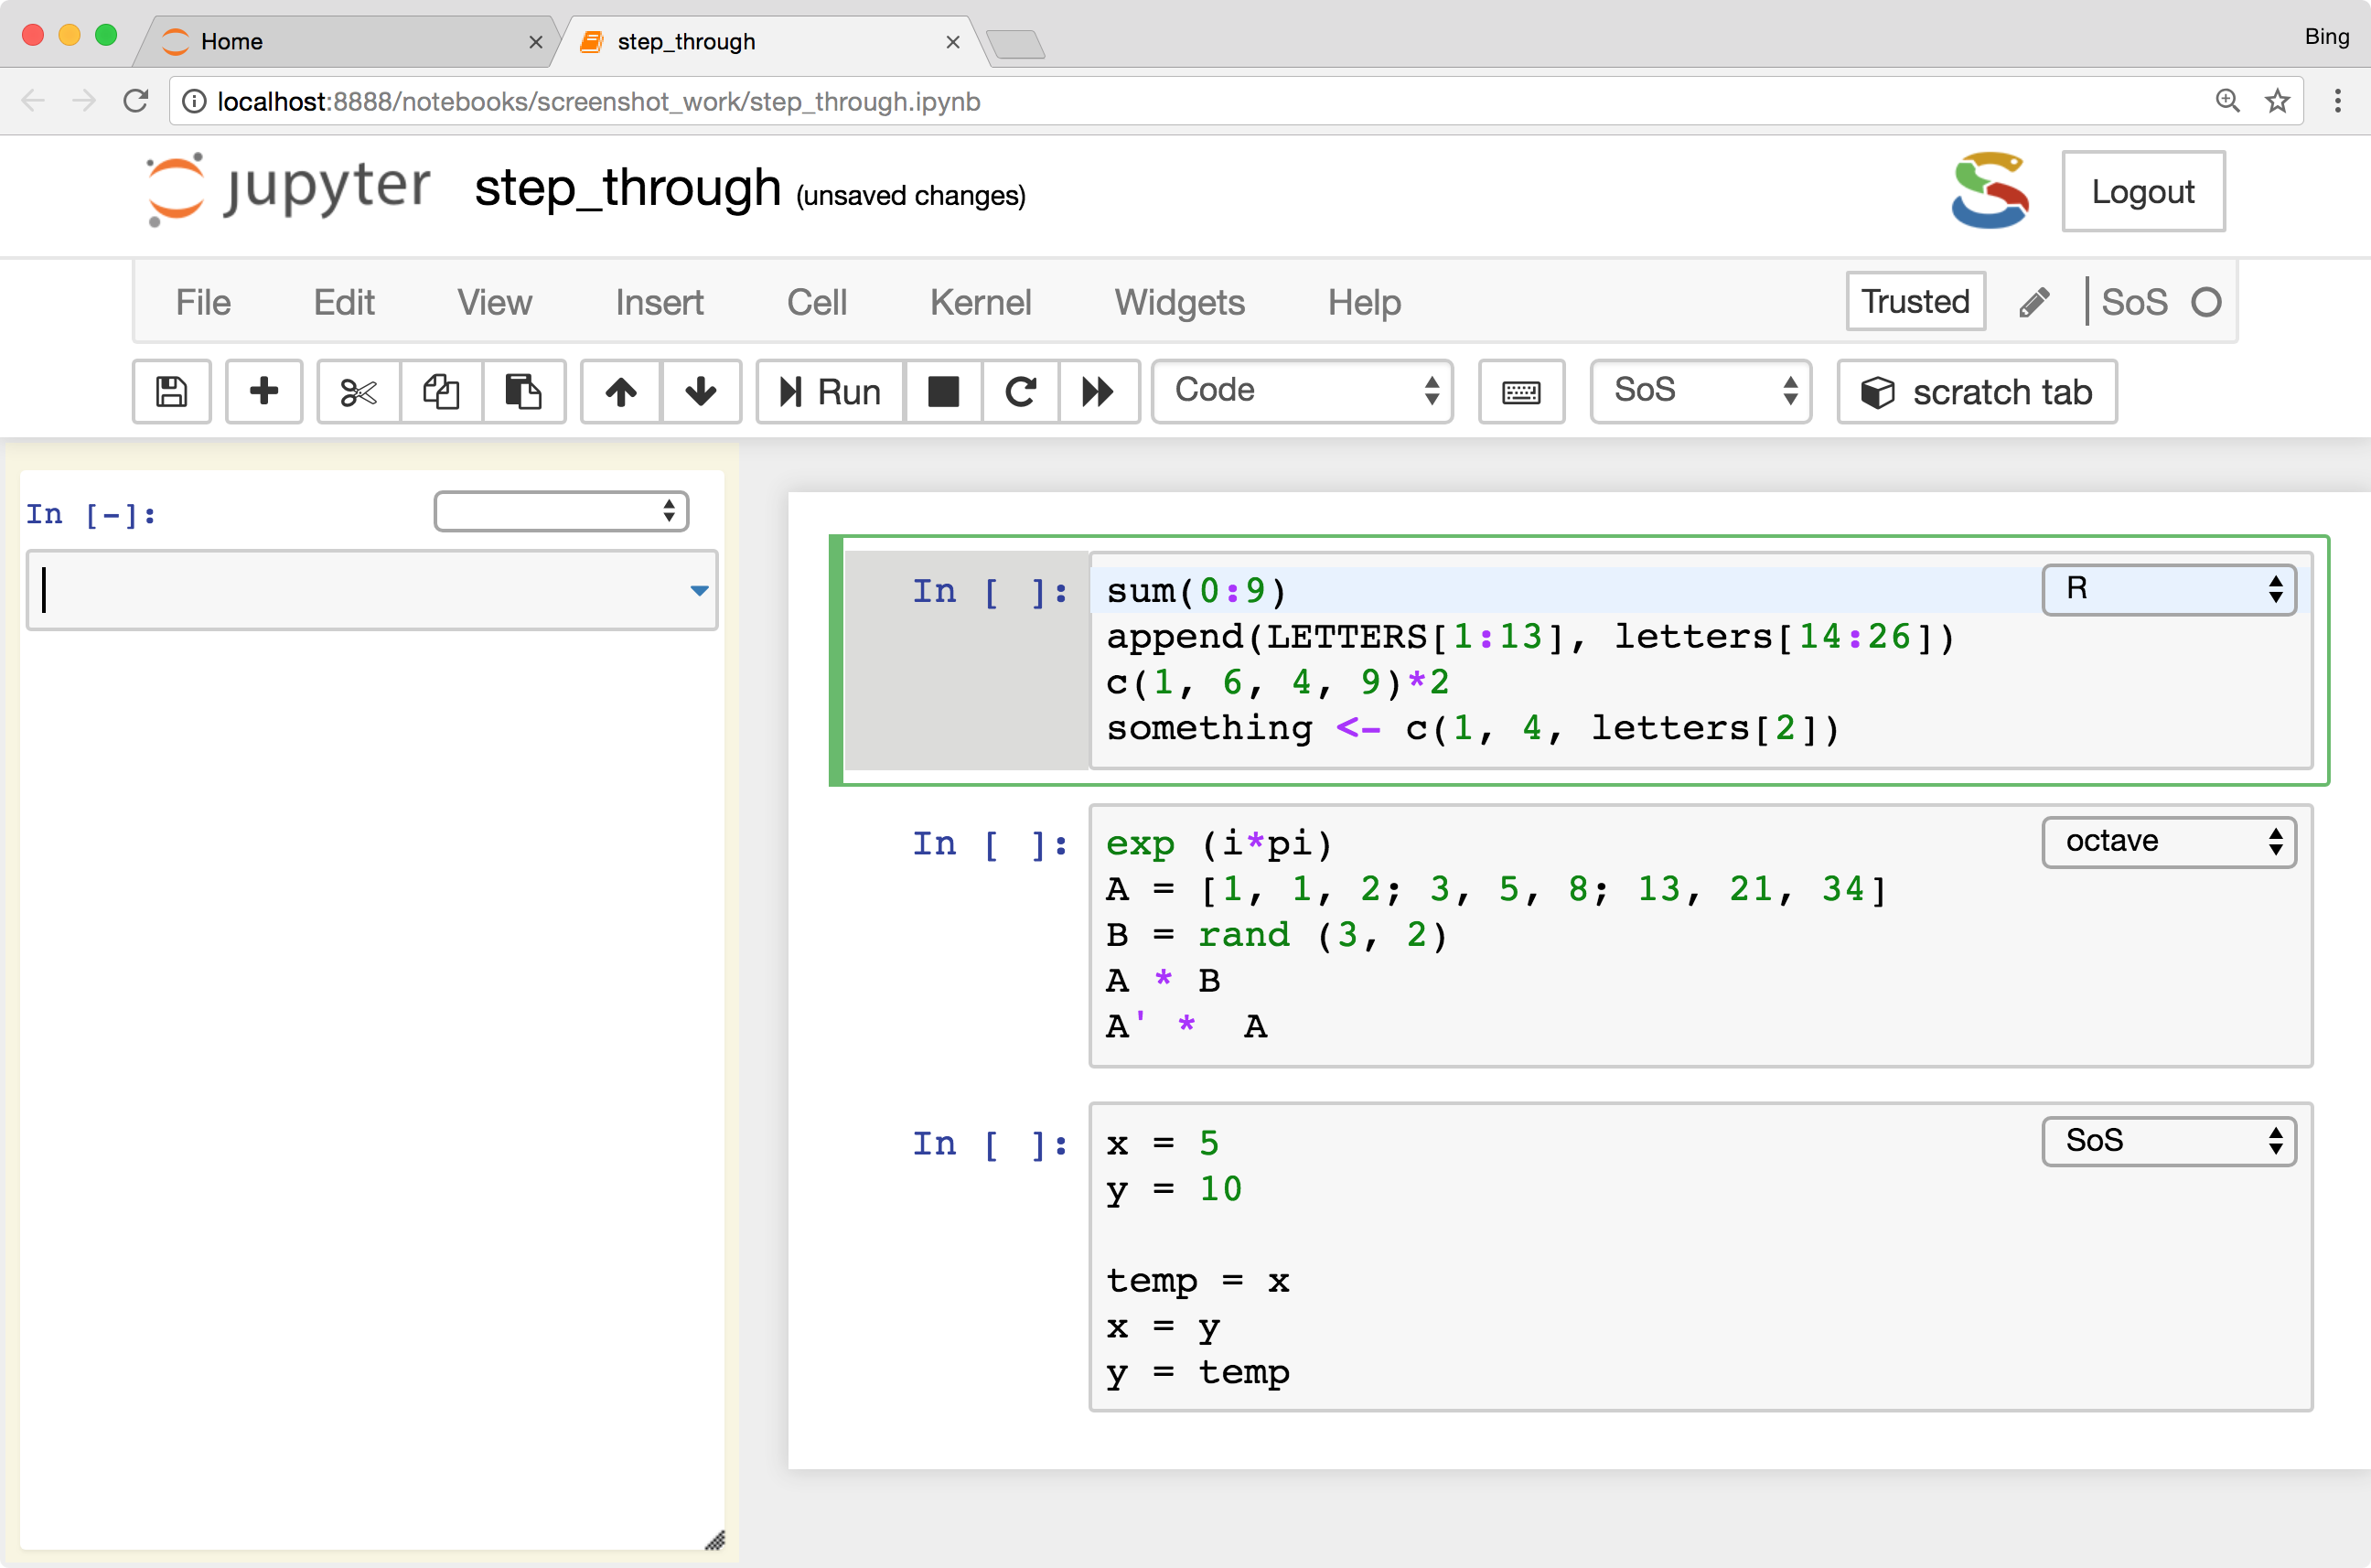 Home
step_through
Bing
localhost:8888/notebooks/screenshot_work/step_through.ipynb
jupyter step_through (unsaved changes)
Logout
File Edit View Insert Cell Kernel Widgets Help Trusted SoS
Run Code SoS scratch tab
In [-]:
In [ ]: sum(0:9) R
append(LETTERS[1:13], letters[14:26])
c(1, 6, 4, 9)*2
something <- c(1, 4, letters[2])
In [ ]: exp (i*pi) octave
A = [1, 1, 2; 3, 5, 8; 13, 21, 34]
B = rand (3, 2)
A * B
A' *  A
In [ ]: x = 5 SoS
y = 10
temp = x
x = y
y = temp